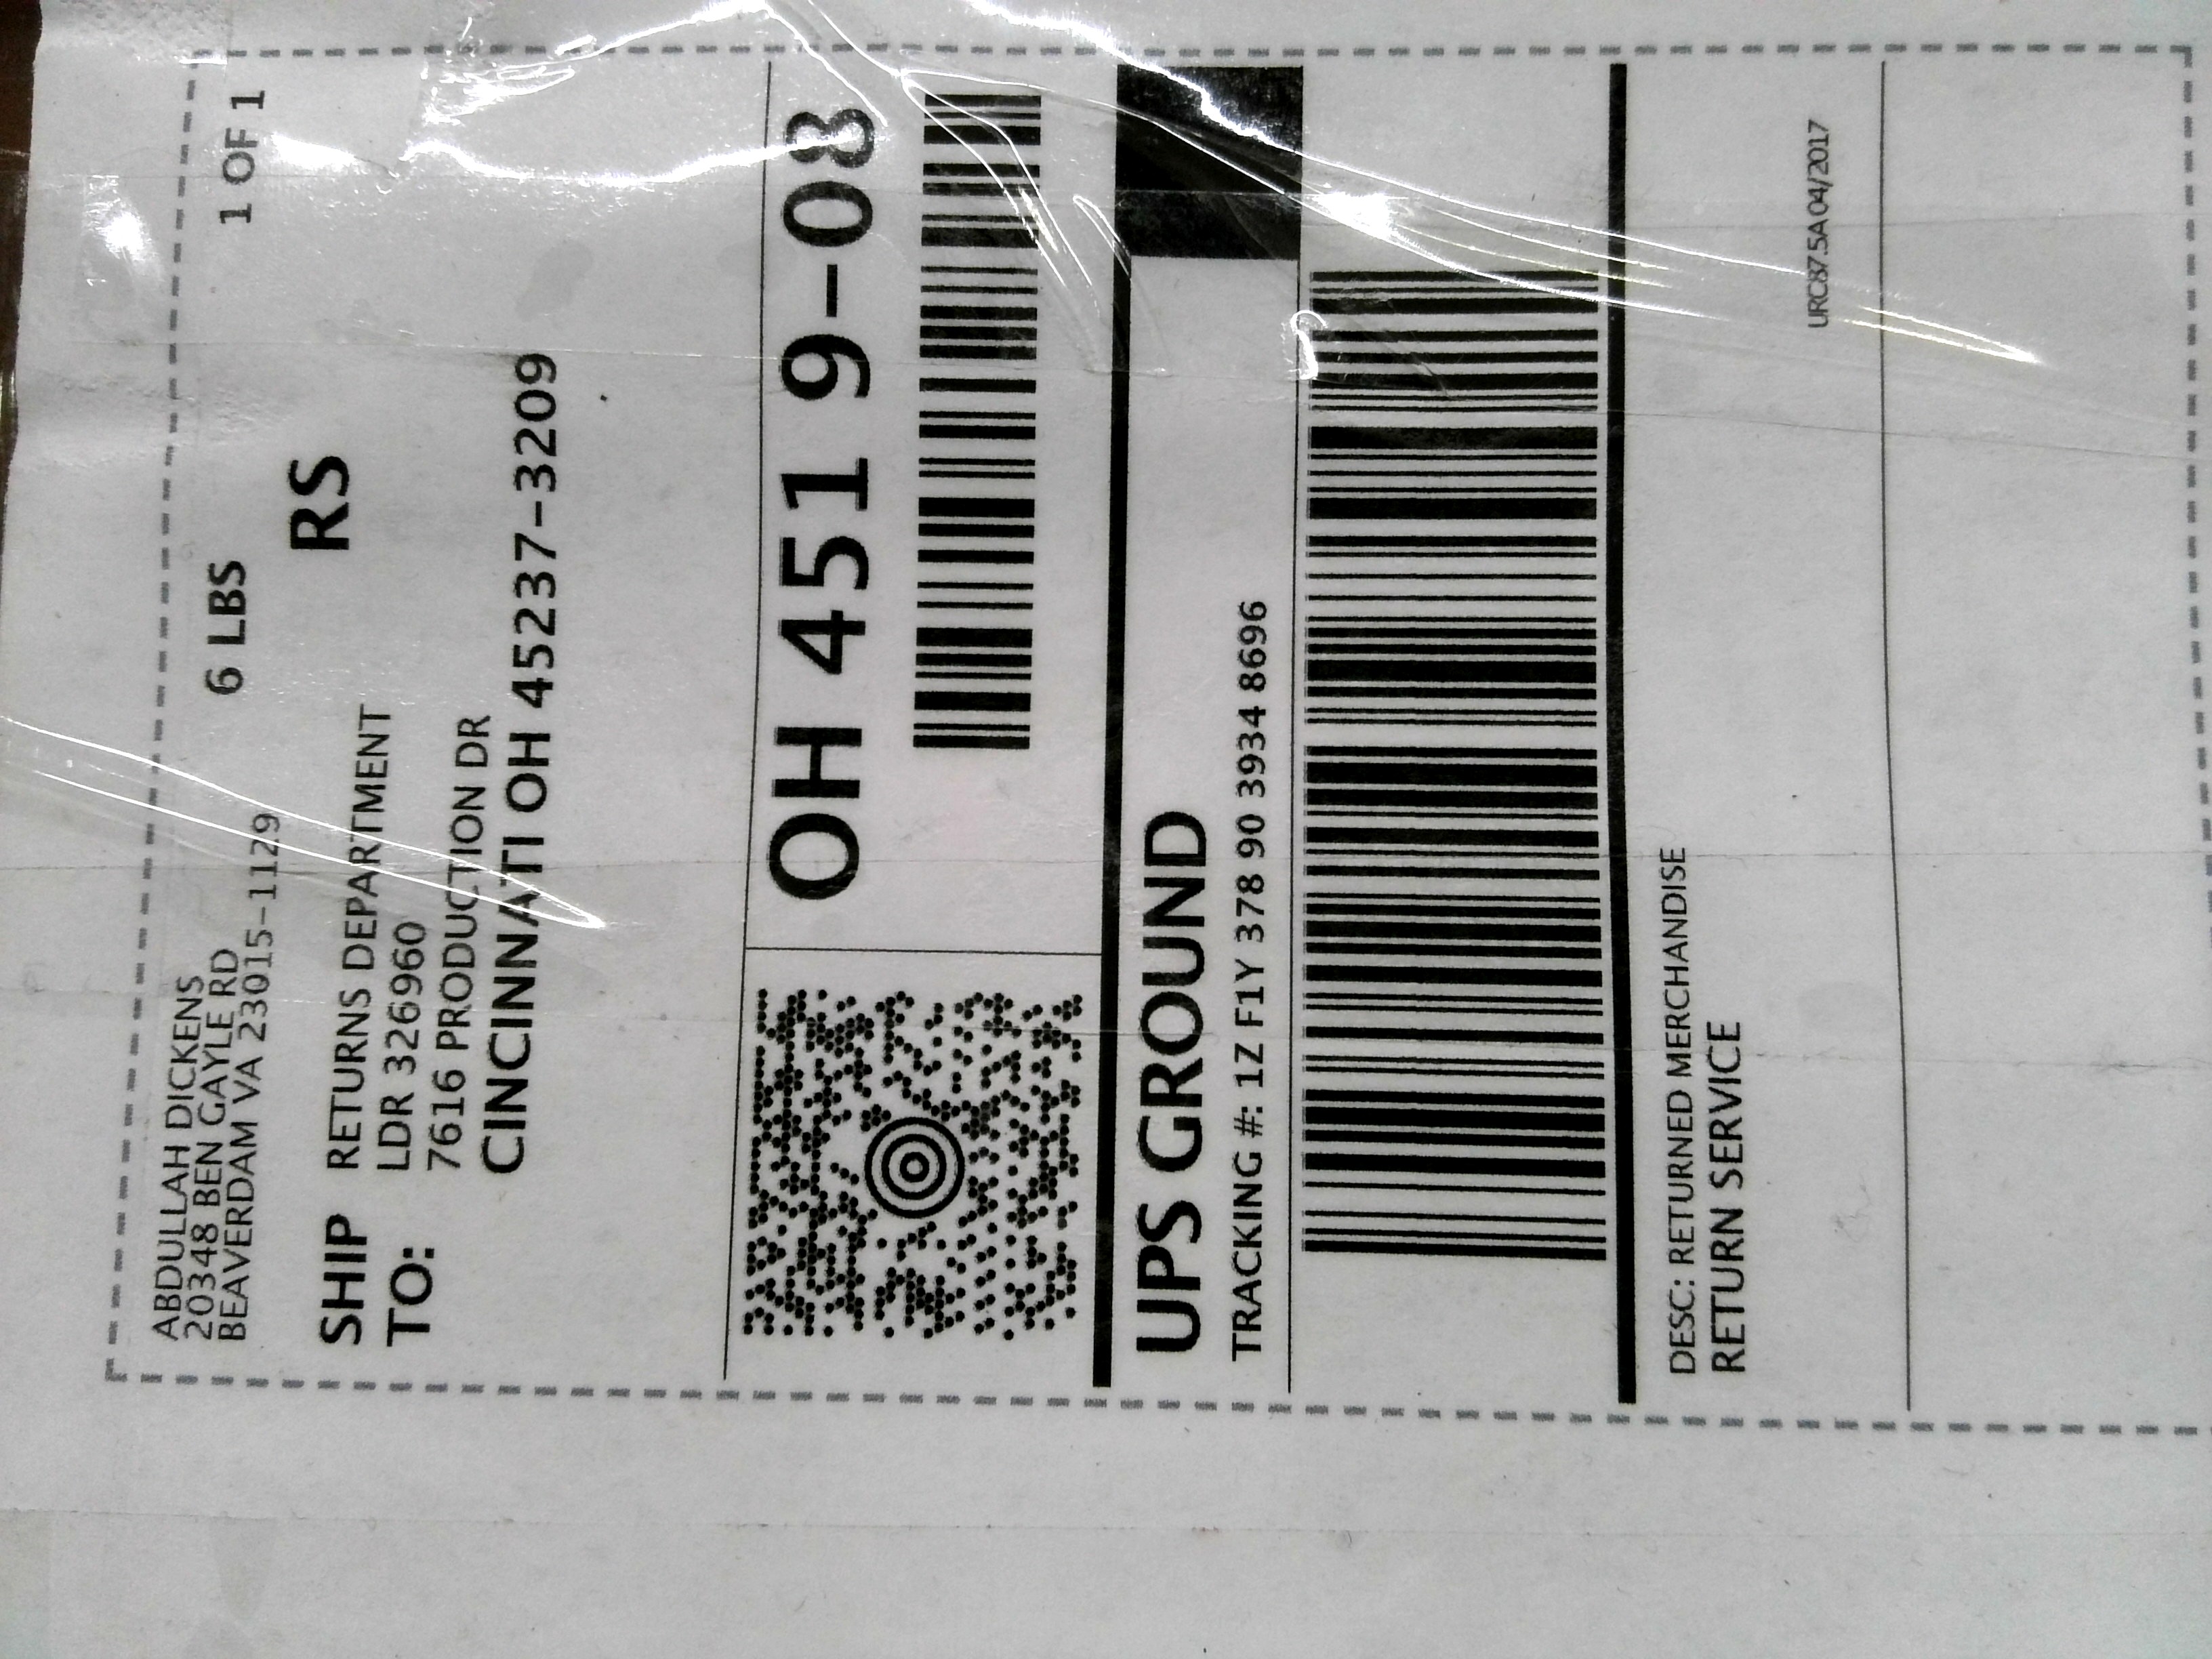 ABDULLAH DICKENS
20348 BEN GAYLE RD
BEAVERDAM VA 23015-1129
6 LBS
1 OF 1
RS
SHIP TO:
RETURNS DEPARTMENT
LDR 326960
7616 PRODUCTION DR
CINCINNATI OH 45237-3209
OH 451 9-08
UPS GROUND
TRACKING #: 1Z F1Y 378 90 3934 8696
DESC: RETURNED MERCHANDISE
RETURN SERVICE
URC87.5A 04/2017